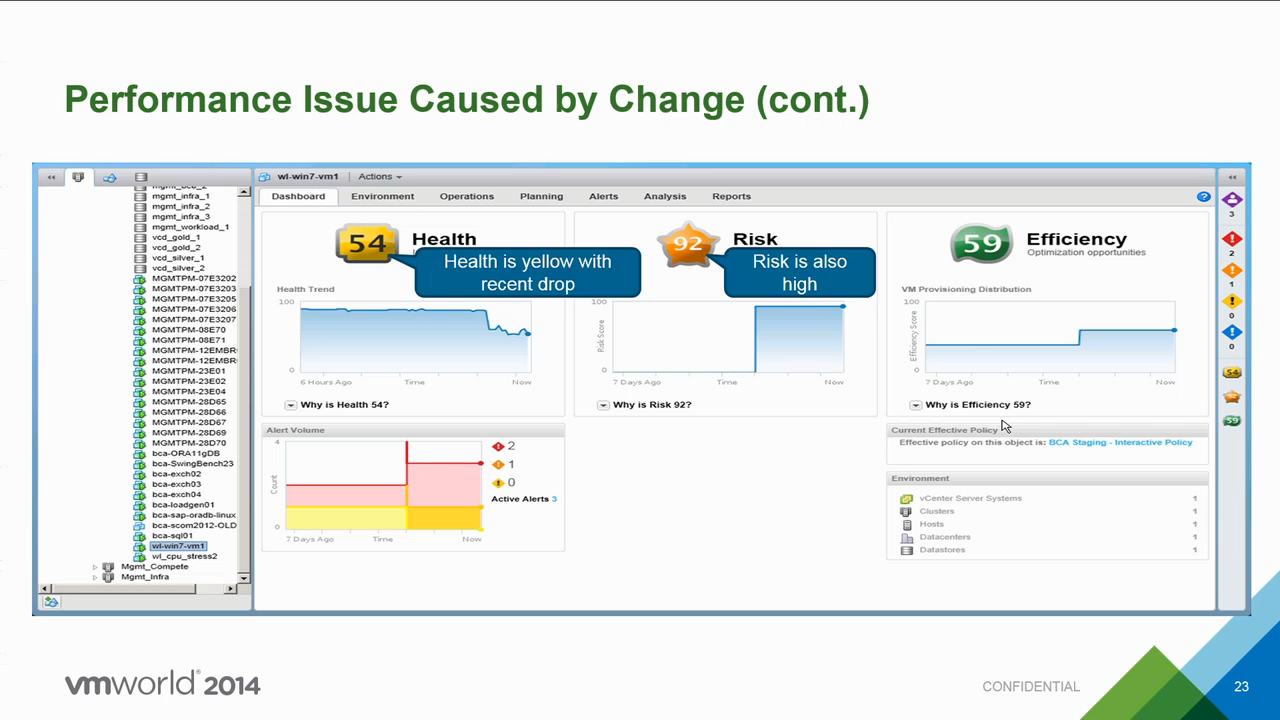 Performance Issue Caused by Change (cont.)
wl-win7-vm1
Actions
mgmt_infra_1
mgmt_infra_2
mgmt_infra_3
mgmt_workload_1
vcd_gold_1
vcd_gold_2
vcd_silver_1
vcd_silver_2
MGMTPM-07E3202
MGMTPM-07E3203
MGMTPM-07E3205
MGMTPM-07E3206
MGMTPM-07E3207
MGMTPM-08E70
MGMTPM-08E71
MGMTPM-12EMBR
MGMTPM-12EMBR
MGMTPM-23E01
MGMTPM-23E02
MGMTPM-23E04
MGMTPM-28D65
MGMTPM-28D66
MGMTPM-28D67
MGMTPM-28D69
MGMTPM-28D70
bca-ORA11gDB
bca-SwingBench23
bca-exch02
bca-exch03
bca-exch04
bca-loadgen01
bca-sap-oradb-linux
bca-scom2012-OLD
bca-sql01
wl-win7-vm1
wl_cpu_stress2
Mgmt_Compete
Mgmt_Infra
Dashboard Environment Operations Planning Alerts Analysis Reports
54 Health
Health is yellow with
recent drop
Health Trend
100
0
6 Hours Ago Time Now
Why is Health 54?
92 Risk
Risk is also
high
100
Risk Score
0
7 Days Ago Time Now
Why is Risk 92?
59 Efficiency
Optimization opportunities
VM Provisioning Distribution
100
Efficiency Score
0
7 Days Ago Time Now
Why is Efficiency 59?
Alert Volume
4
Count
0
7 Days Ago Time Now
2
1
0
Active Alerts 3
Current Effective Policy
Effective policy on this object is: BCA Staging - Interactive Policy
Environment
vCenter Server Systems 1
Clusters 1
Hosts 1
Datacenters 1
Datastores 1
3
2
1
0
0
54
59
vmworld® 2014
CONFIDENTIAL
23